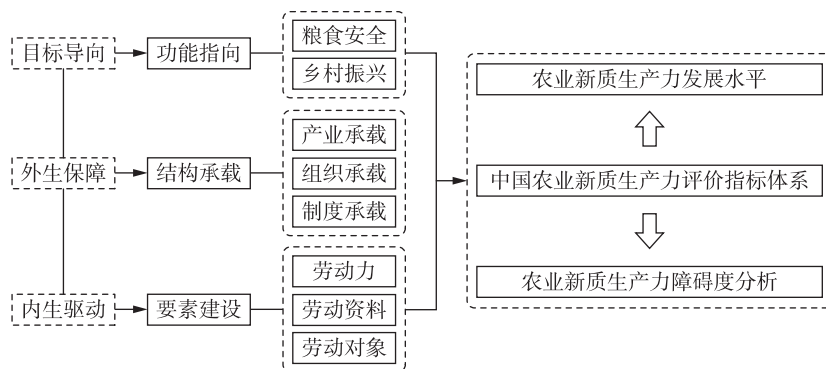 目标导向
功能指向
粮食安全
乡村振兴
外生保障
结构承载
产业承载
组织承载
制度承载
内生驱动
要素建设
劳动力
劳动资料
劳动对象
农业新质生产力发展水平
中国农业新质生产力评价指标体系
农业新质生产力障碍度分析